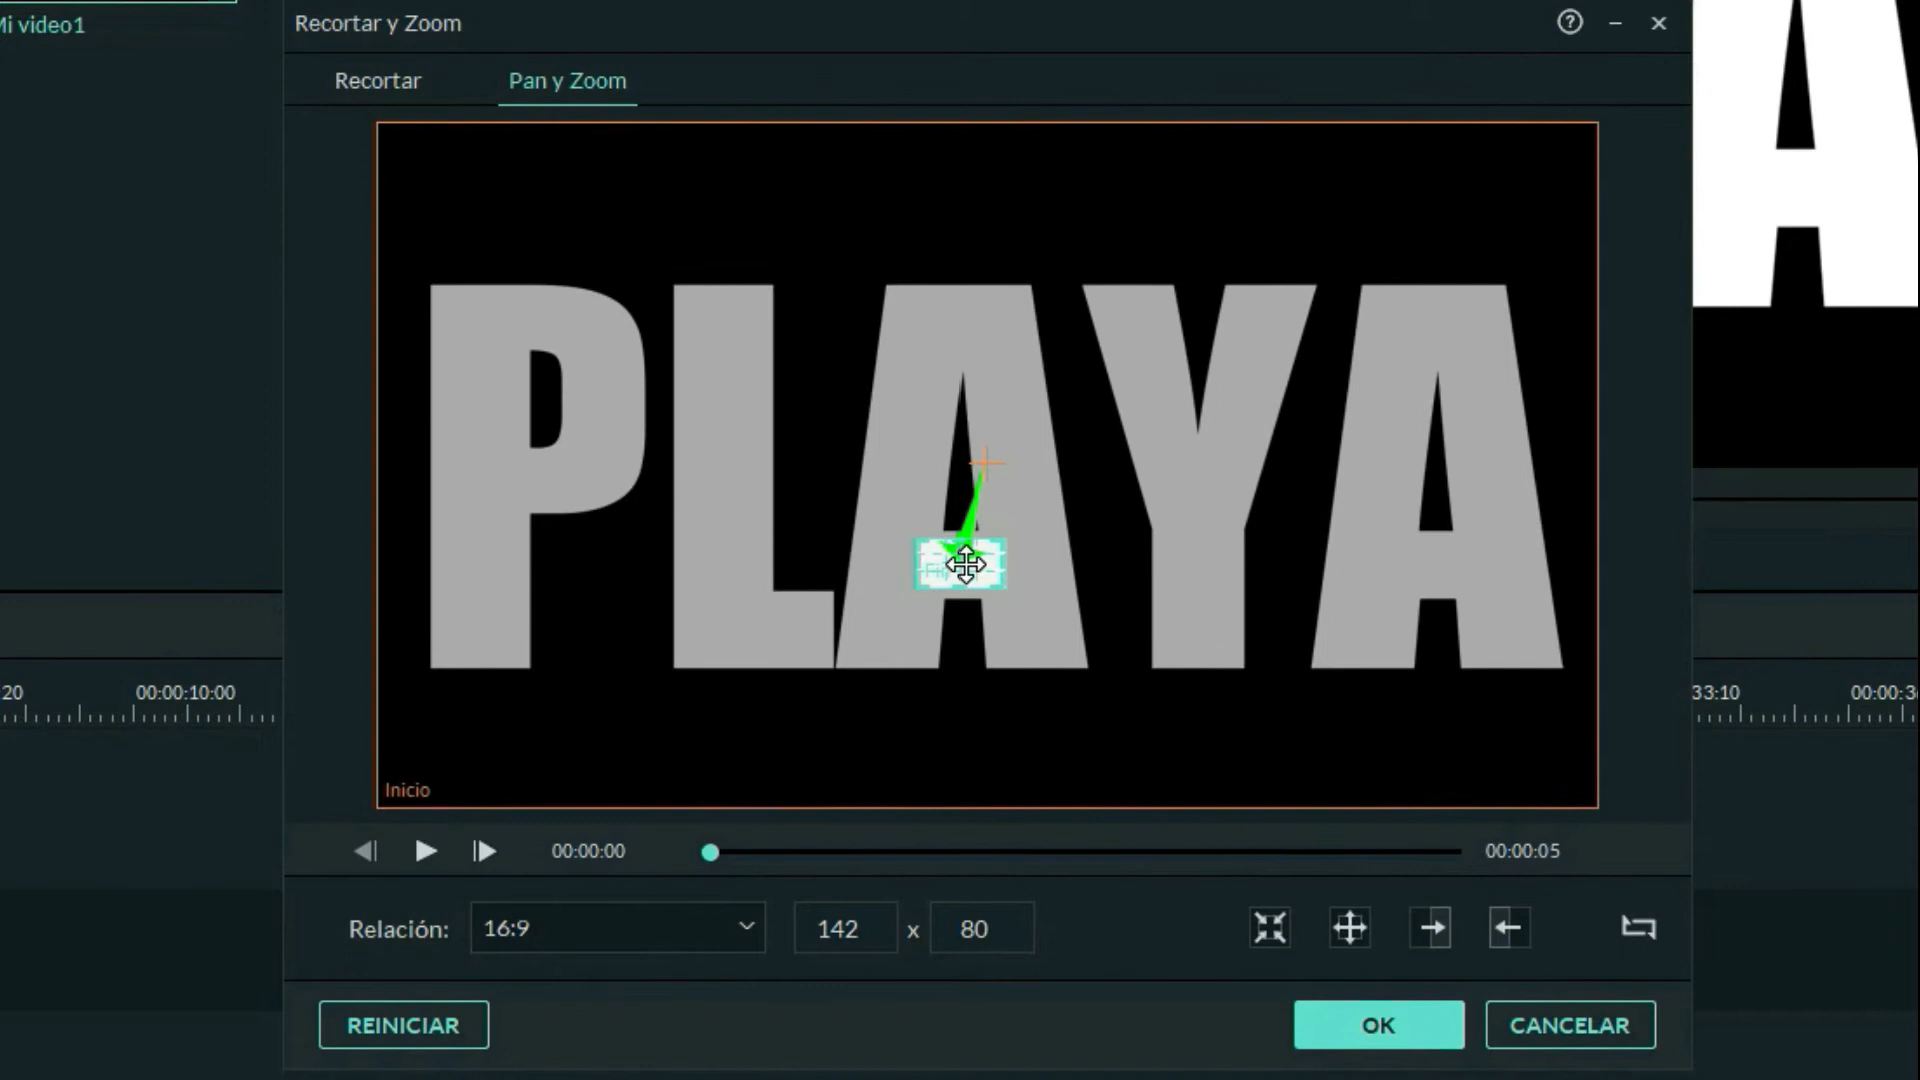 Mi video1
Recortar y Zoom
Recortar
Pan y Zoom
PLAYA
A
Inicio
:20
00:00:10:00
33:10
00:00:00
00:00:05
Relación:
16:9
142
x
80
REINICIAR
OK
CANCELAR